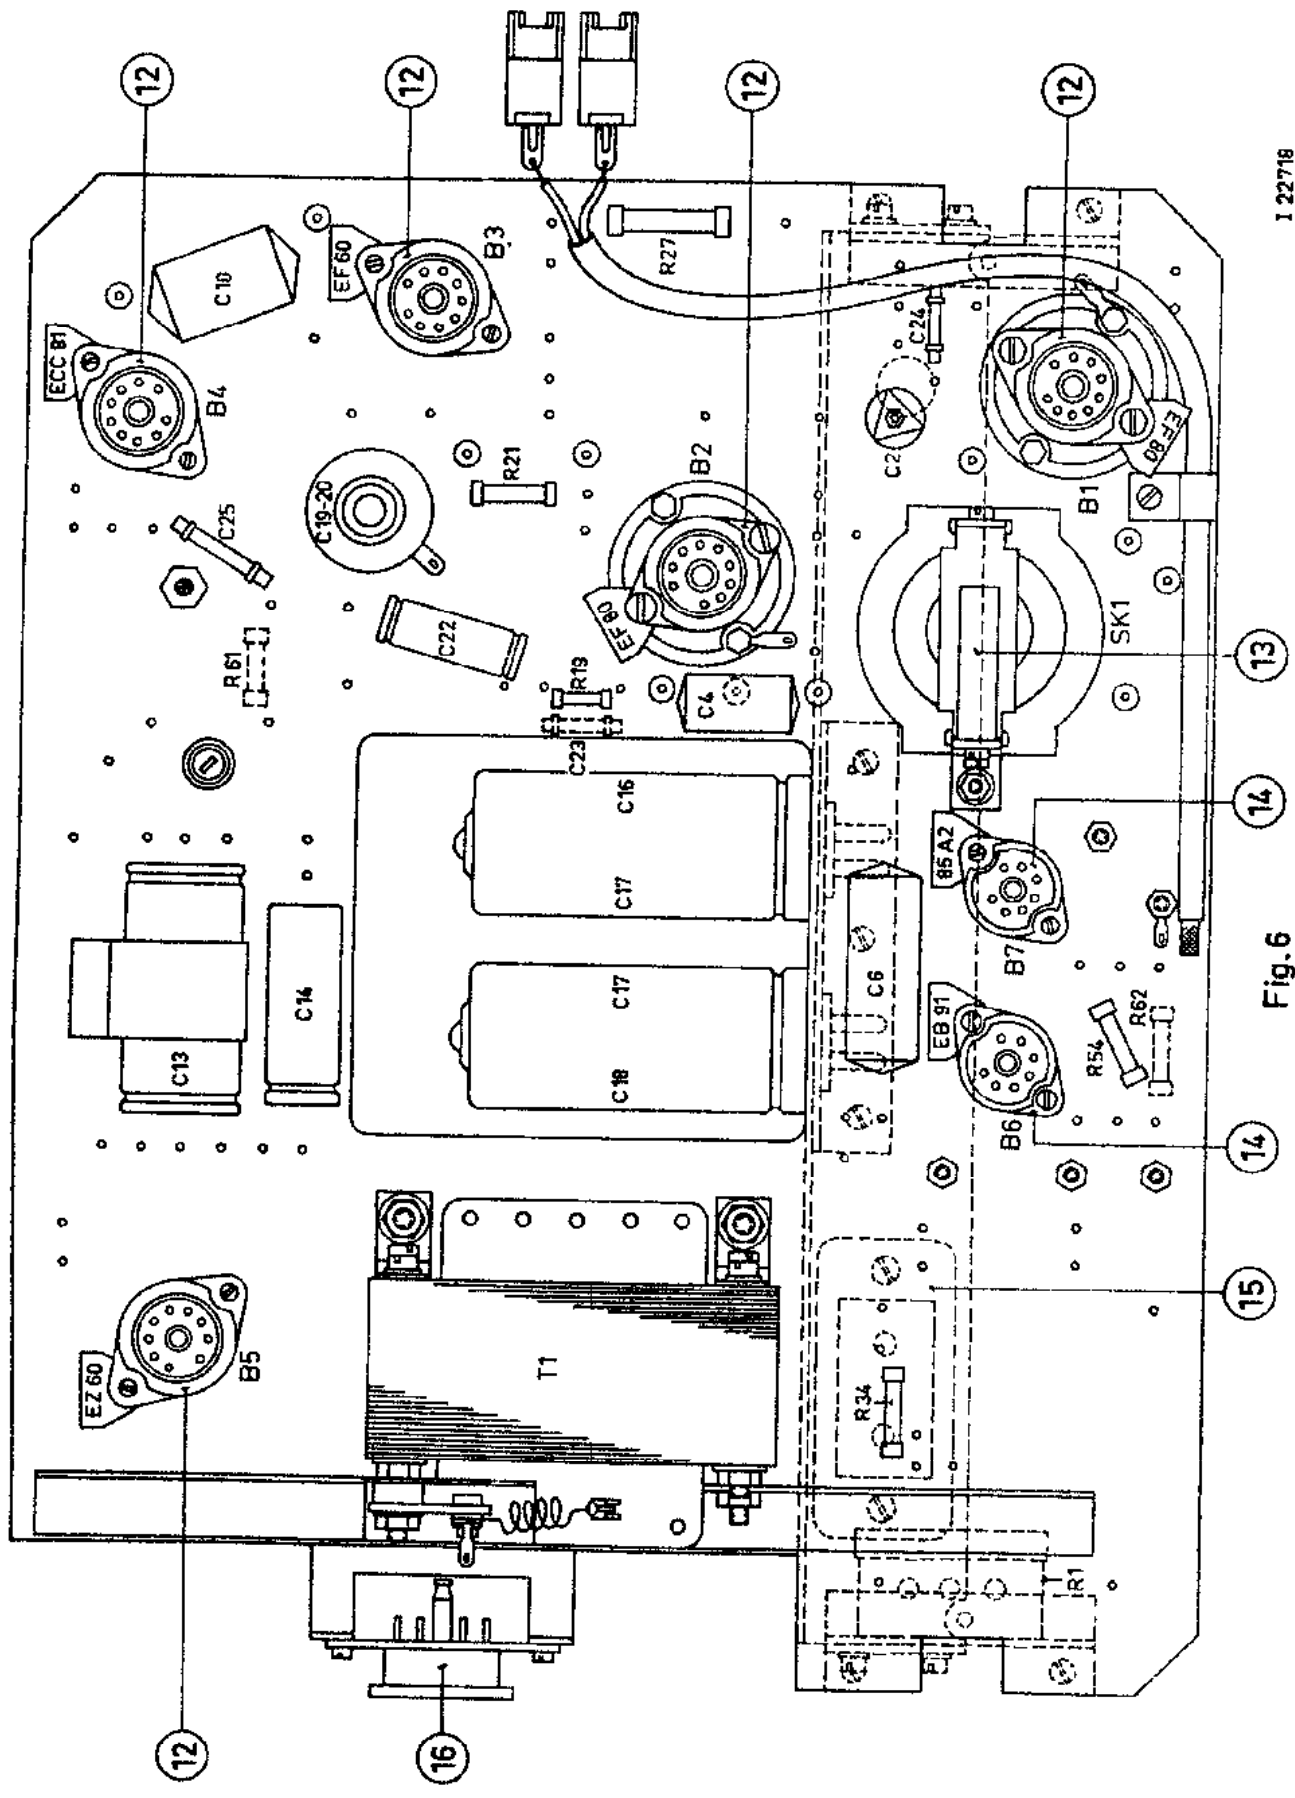 ECC 81
12
12
EZ 60
C13
R61
C25
B4
C10
B5
C14
C19-20
EF 60
12
12
16
C22
R21
B3
T1
C18
C17
C17
C16
C23
R19
EF 80
B2
R27
C4
12
R34
C6
C2
C24
EB 91
85 A2
B6
B7
R1
R54
SK1
B1
EF 80
12
R62
15
14
14
13
Fig. 6
I 22718